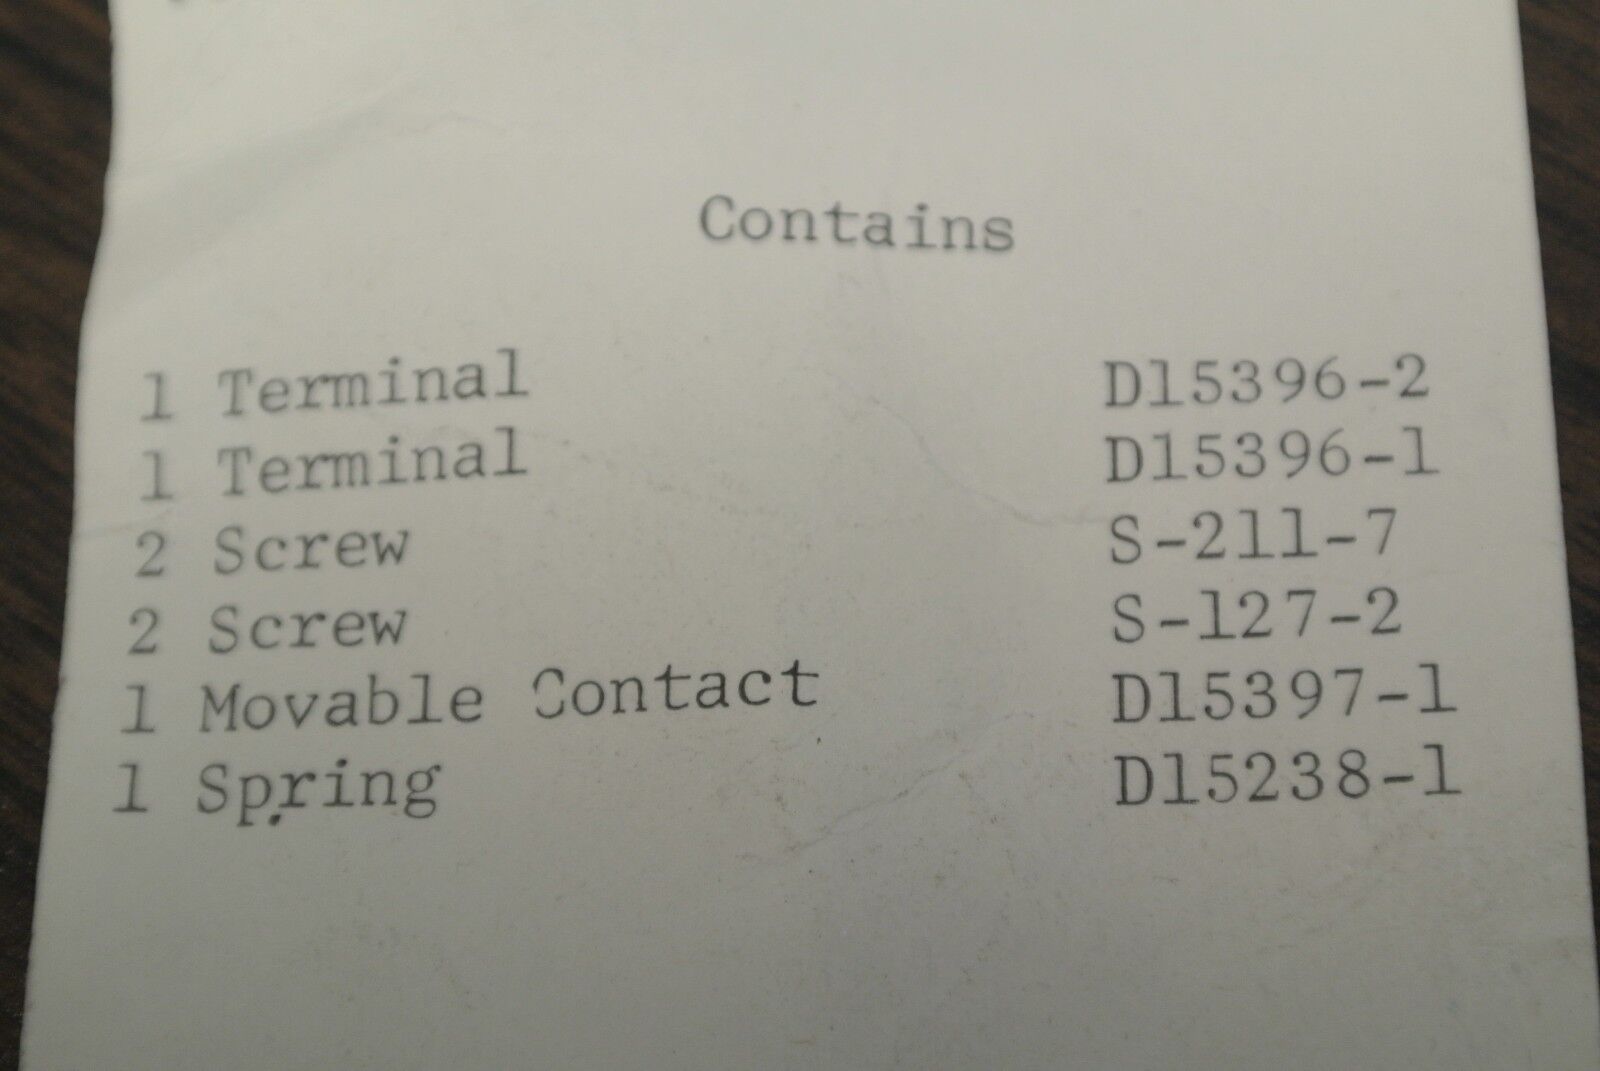 Contains
1 Terminal D15396-2
1 Terminal D15396-1
2 Screw S-211-7
2 Screw S-127-2
1 Movable Contact D15397-1
1 Spring D15238-1